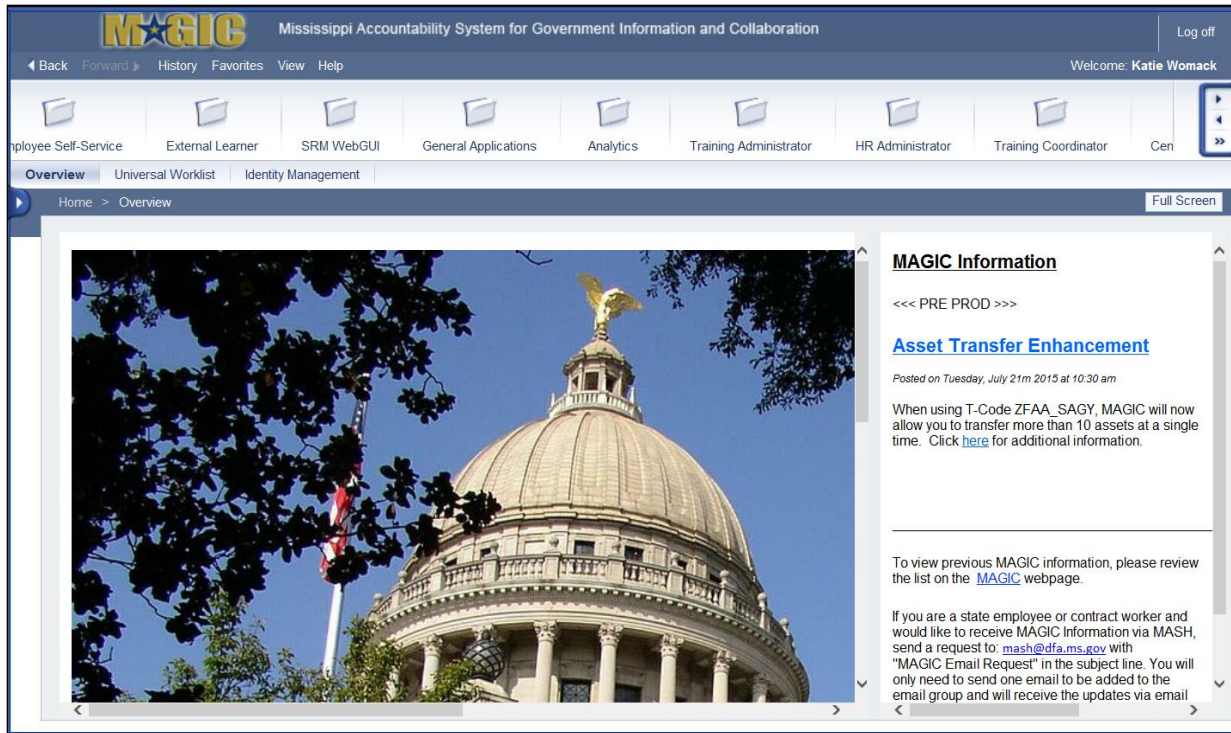 MAGIC
Mississippi Accountability System for Government Information and Collaboration
Log off
Back Forward History Favorites View Help
Welcome: Katie Womack
nployee Self-Service External Learner SRM WebGUI General Applications Analytics Training Administrator HR Administrator Training Coordinator Cen
Overview Universal Worklist Identity Management
Home > Overview
Full Screen
MAGIC Information
<<< PRE PROD >>>
Asset Transfer Enhancement
Posted on Tuesday, July 21m 2015 at 10:30 am
When using T-Code ZFAA_SAGY, MAGIC will now
allow you to transfer more than 10 assets at a single
time. Click here for additional information.
To view previous MAGIC information, please review
the list on the MAGIC webpage.
If you are a state employee or contract worker and
would like to receive MAGIC Information via MASH,
send a request to: mash@dfa.ms.gov with
"MAGIC Email Request" in the subject line. You will
only need to send one email to be added to the
email group and will receive the updates via email